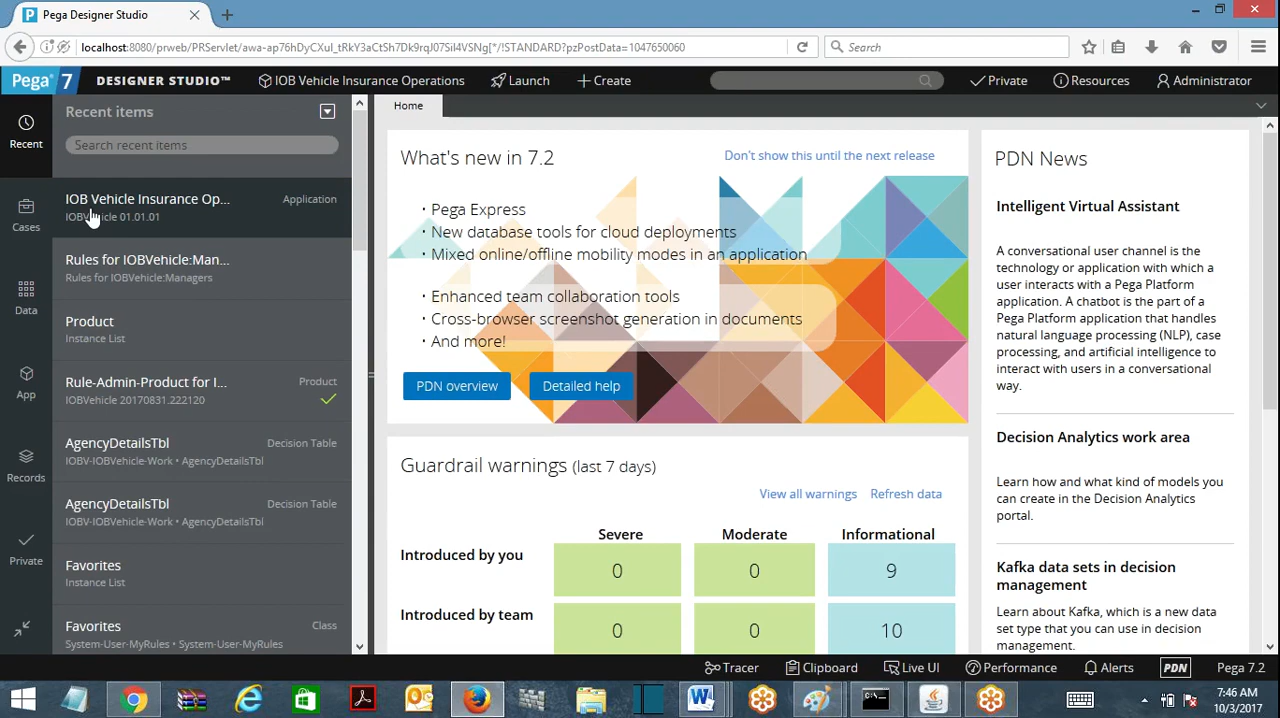 Pega Designer Studio
localhost:8080/prweb/PRServlet/awa-ap76hDyCXul_tRkY3aCtSh7Dk9rqJ07SiI4VSNg[*/!STANDARD?pzPostData=1047650060
Search
Pega 7
DESIGNER STUDIO™
IOB Vehicle Insurance Operations
Launch
Create
Private
Resources
Administrator
Recent
Cases
Data
App
Records
Private
Recent items
Search recent items
IOB Vehicle Insurance Op... Application
IOBVehicle 01.01.01
Rules for IOBVehicle:Man...
Rules for IOBVehicle:Managers
Product
Instance List
Rule-Admin-Product for I... Product
IOBVehicle 20170831.222120
AgencyDetailsTbl Decision Table
IOBV-IOBVehicle-Work • AgencyDetailsTbl
AgencyDetailsTbl Decision Table
IOBV-IOBVehicle-Work • AgencyDetailsTbl
Favorites
Instance List
Favorites Class
System-User-MyRules • System-User-MyRules
Home
What's new in 7.2
Don't show this until the next release
• Pega Express
• New database tools for cloud deployments
• Mixed online/offline mobility modes in an application
• Enhanced team collaboration tools
• Cross-browser screenshot generation in documents
• And more!
PDN overview
Detailed help
Guardrail warnings (last 7 days)
View all warnings Refresh data
Severe Moderate Informational
Introduced by you 0 0 9
Introduced by team 0 0 10
PDN News
Intelligent Virtual Assistant
A conversational user channel is the
technology or application with which a
user interacts with a Pega Platform
application. A chatbot is the part of a
Pega Platform application that handles
natural language processing (NLP), case
processing, and artificial intelligence to
interact with users in a conversational
way.
Decision Analytics work area
Learn how and what kind of models you
can create in the Decision Analytics
portal.
Kafka data sets in decision
management
Learn about Kafka, which is a new data
set type that you can use in decision
management.
Tracer
Clipboard
Live UI
Performance
Alerts
PDN
Pega 7.2
7:46 AM
10/3/2017